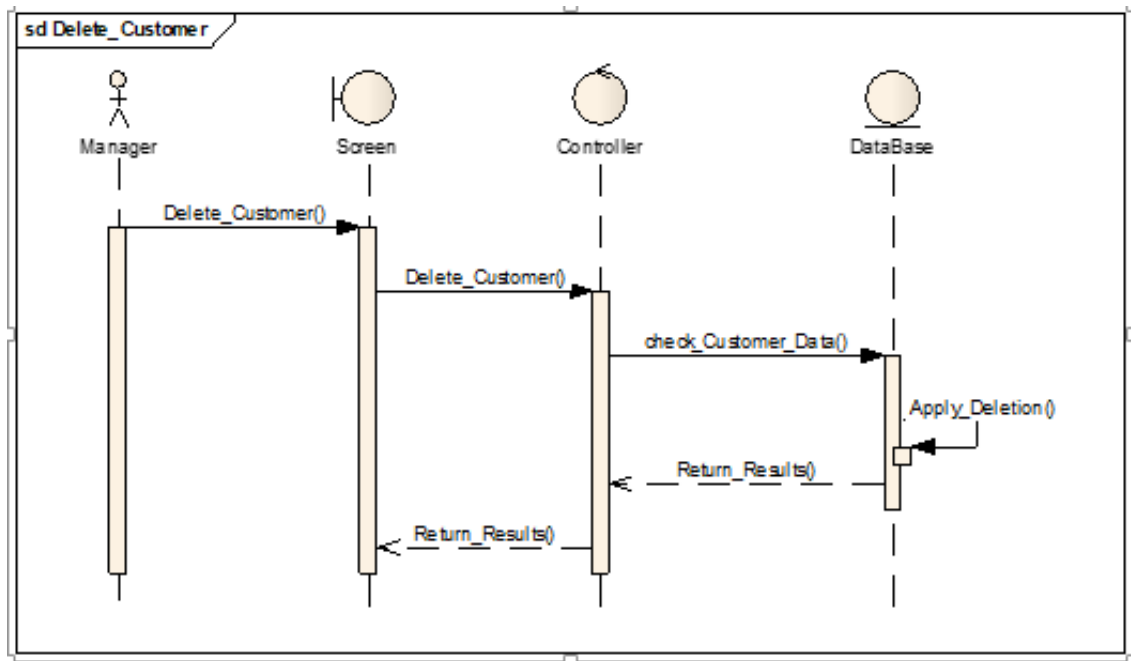 sd Delete_Customer
Manager
Screen
Controller
DataBase
Delete_Customer()
Delete_Customer()
check_Customer_Data()
Apply_Deletion()
Return_Results()
Return_Results()